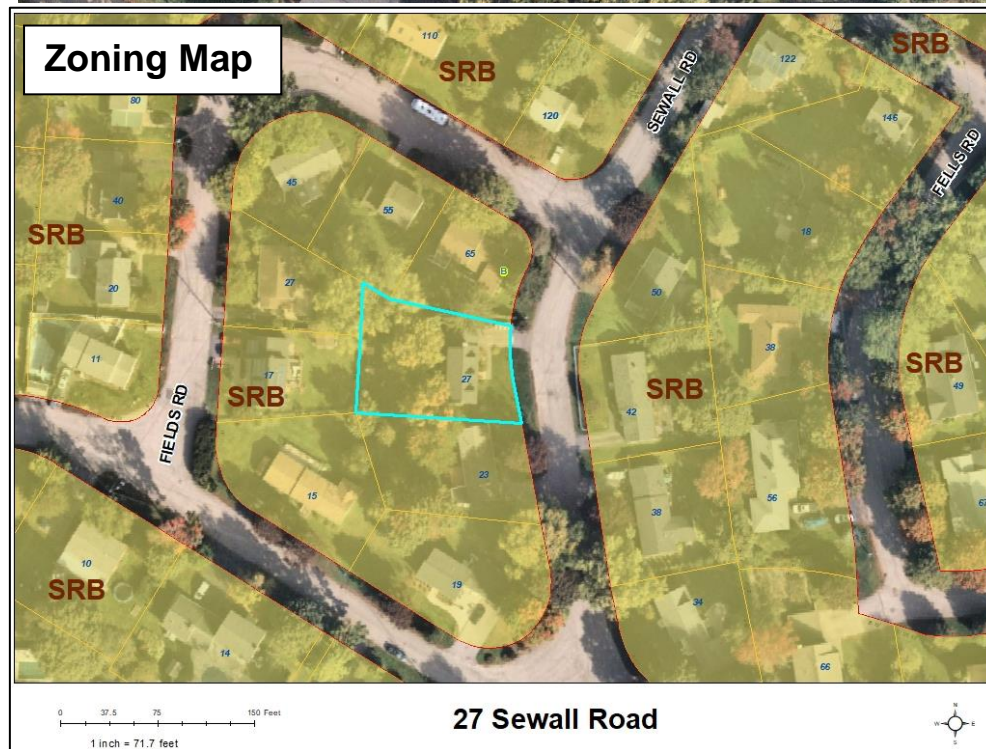 Zoning Map
110
SRB
SRB
122
80
120
SEWALL RD
146
FELLS RD
45
40
55
SRB
65
B
18
20
27
50
11
17
SRB
27
38
SRB
SRB
49
42
FIELDS RD
23
15
38
56
67
10
SRB
19
34
14
66
0 37.5 75 150 Feet
1 inch = 71.7 feet
27 Sewall Road
N
W E
S